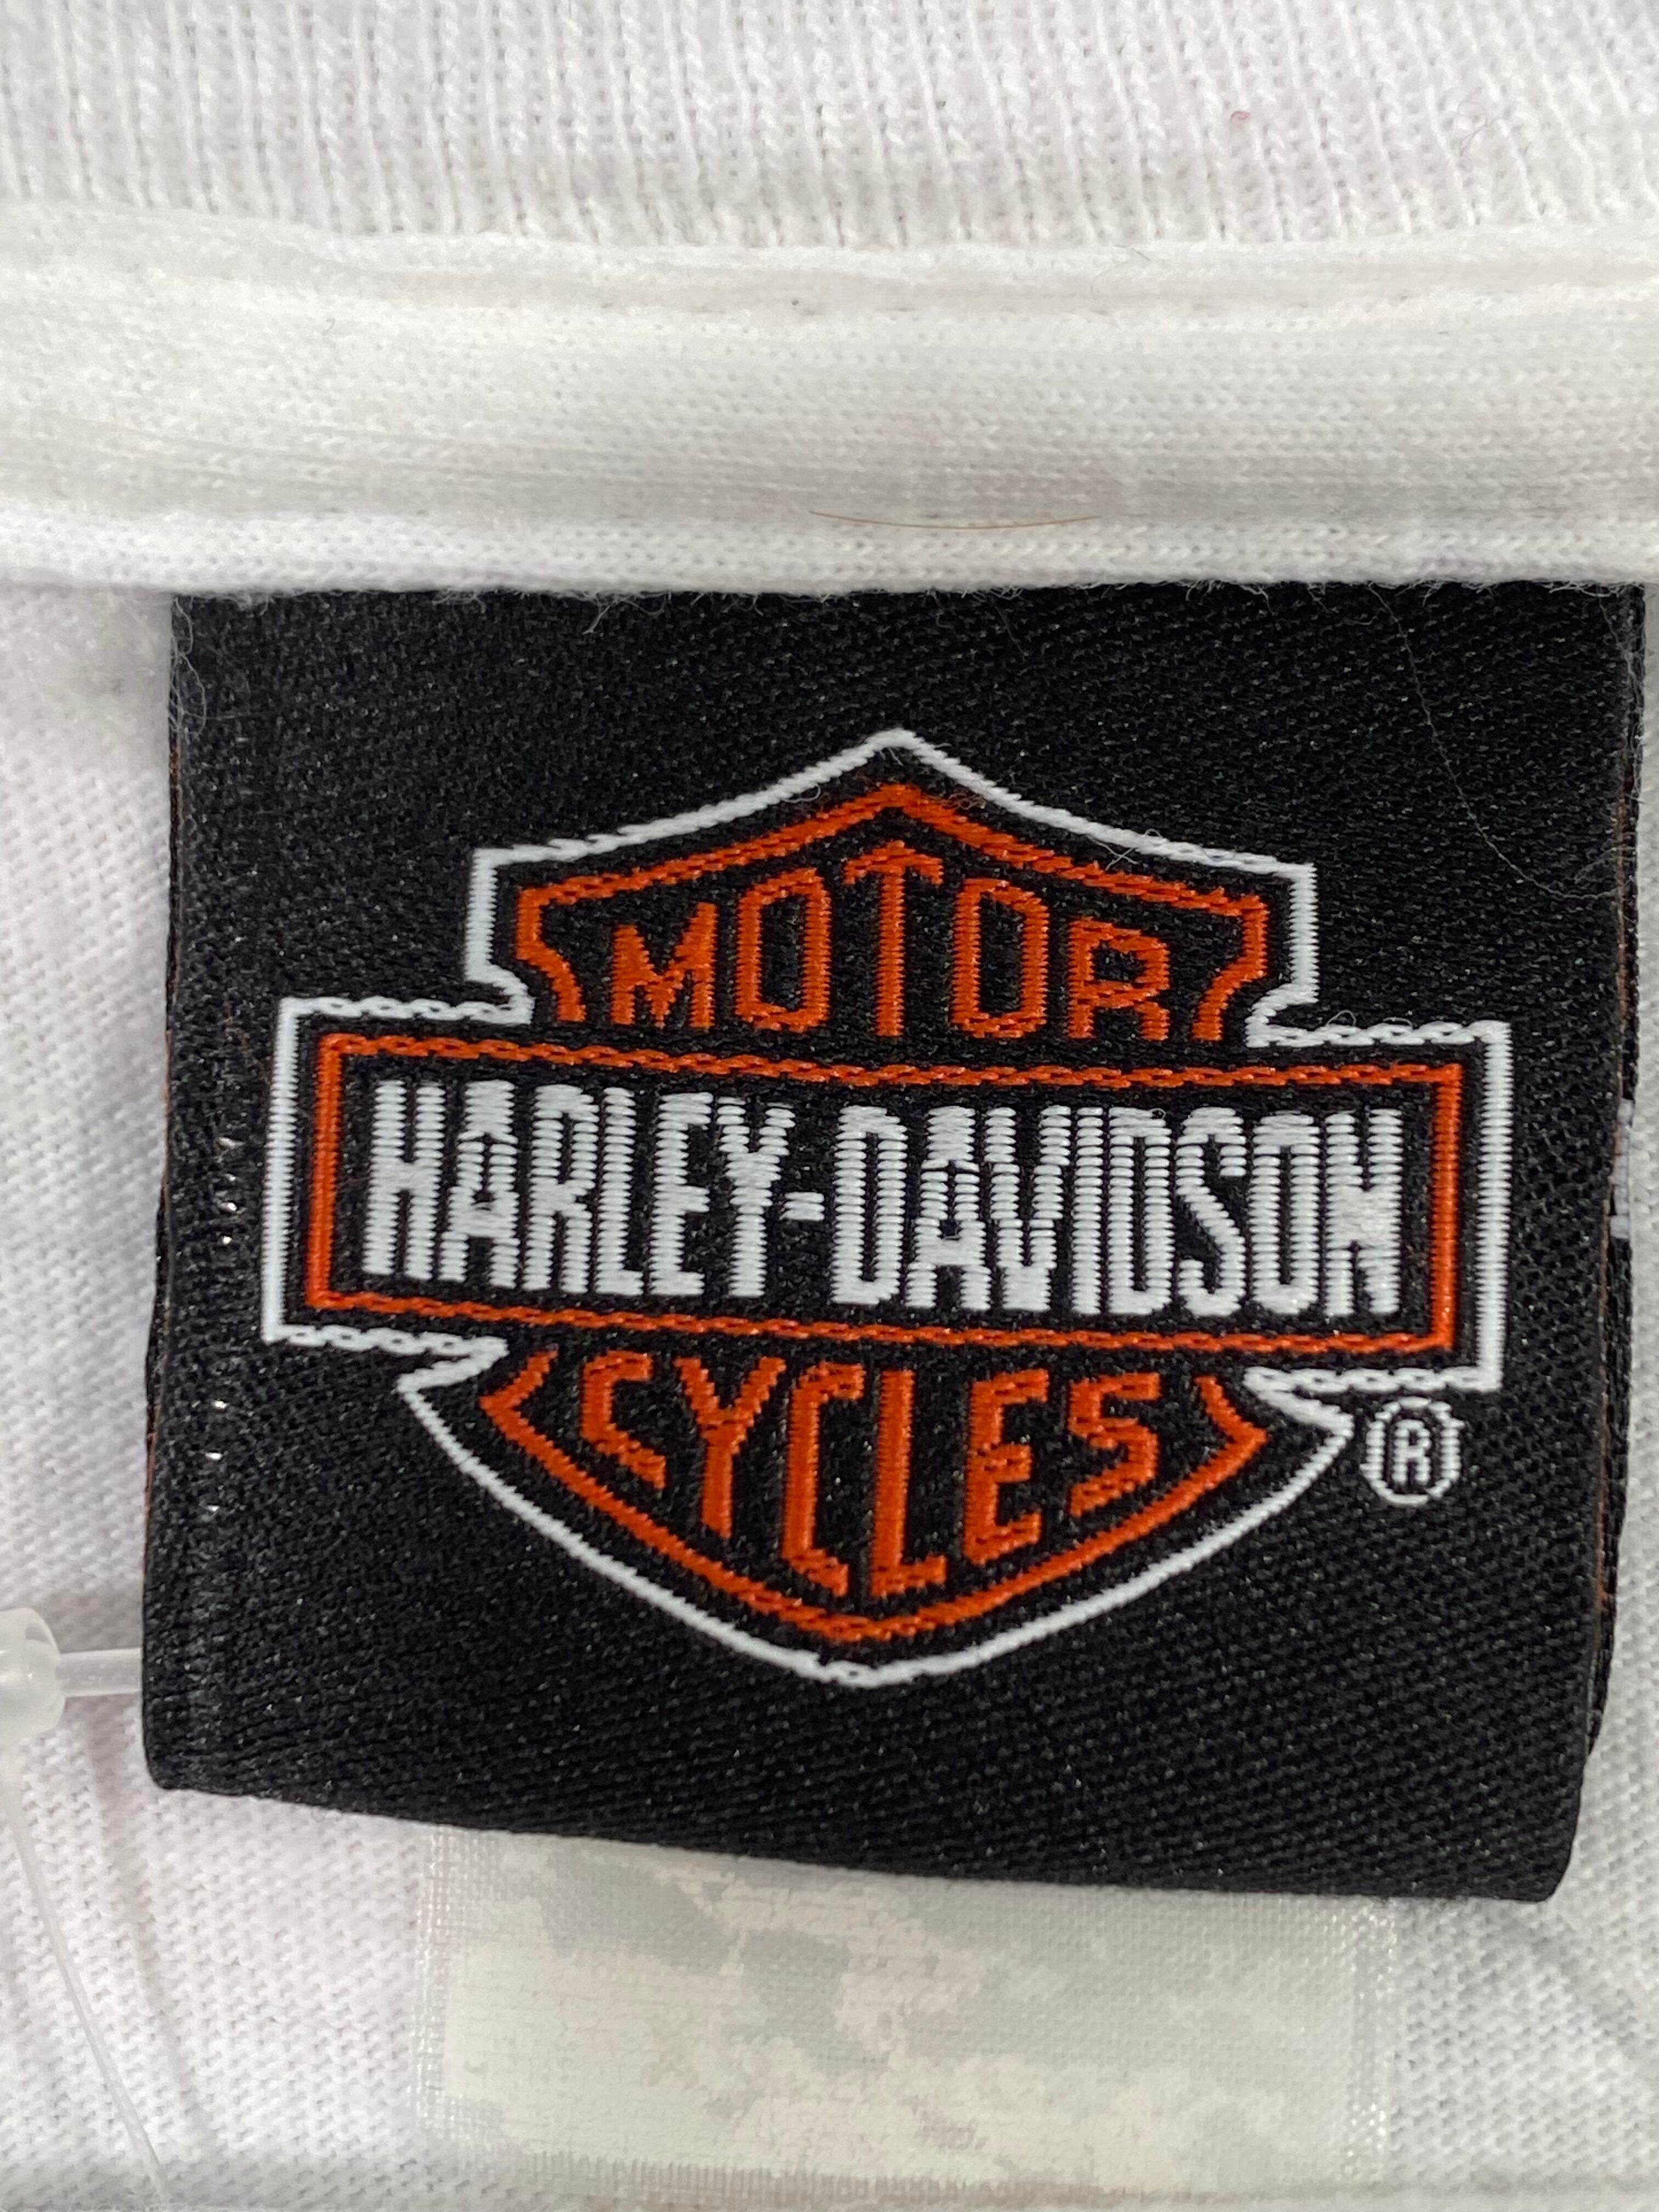 MOTOR
HARLEY-DAVIDSON
CYCLES
®